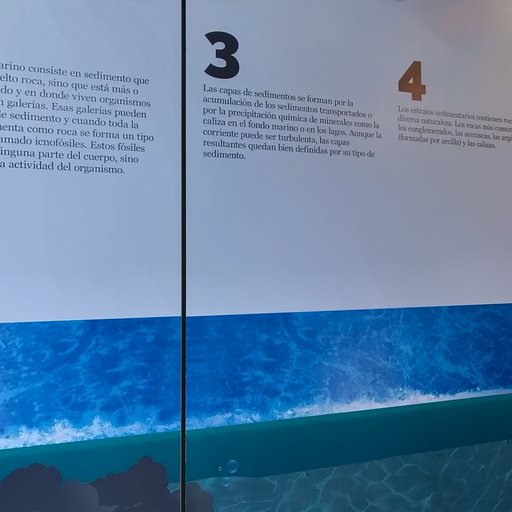 arino consiste en sedimento que
elto roca, sino que está más o
do y en donde viven organismos
n galerías. Esas galerías pueden
de sedimento y cuando toda la
menta como roca se forma un tipo
amado icnofósiles. Estos fósiles
inguna parte del cuerpo, sino
a actividad del organismo.
3
Las capas de sedimentos se forman por la
acumulación de los sedimentos transportados o
por la precipitación química de minerales como la
caliza en el fondo marino o en los lagos. Aunque la
corriente puede ser turbulenta, las capas
resultantes quedan bien definidas por su tipo de
sedimento.
4
Los estratos sedimentarios contienen
diversa naturaleza. Las rocas más
los conglomerados, las areniscas, las
(formadas por arcilla) y las calizas.